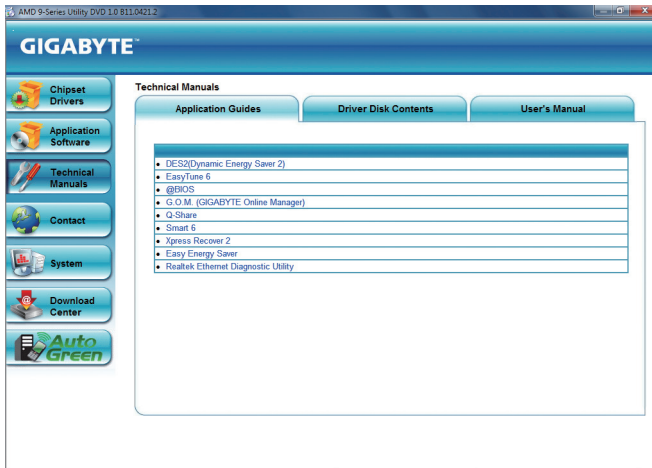 AMD 9-Series Utility DVD 1.0 B11.0421.2
GIGABYTE™
Chipset
Drivers
Application
Software
Technical
Manuals
Contact
System
Download
Center
Auto
Green
Technical Manuals
Application Guides
Driver Disk Contents
User's Manual
DES2(Dynamic Energy Saver 2)
EasyTune 6
@BIOS
G.O.M. (GIGABYTE Online Manager)
Q-Share
Smart 6
Xpress Recover 2
Easy Energy Saver
Realtek Ethernet Diagnostic Utility